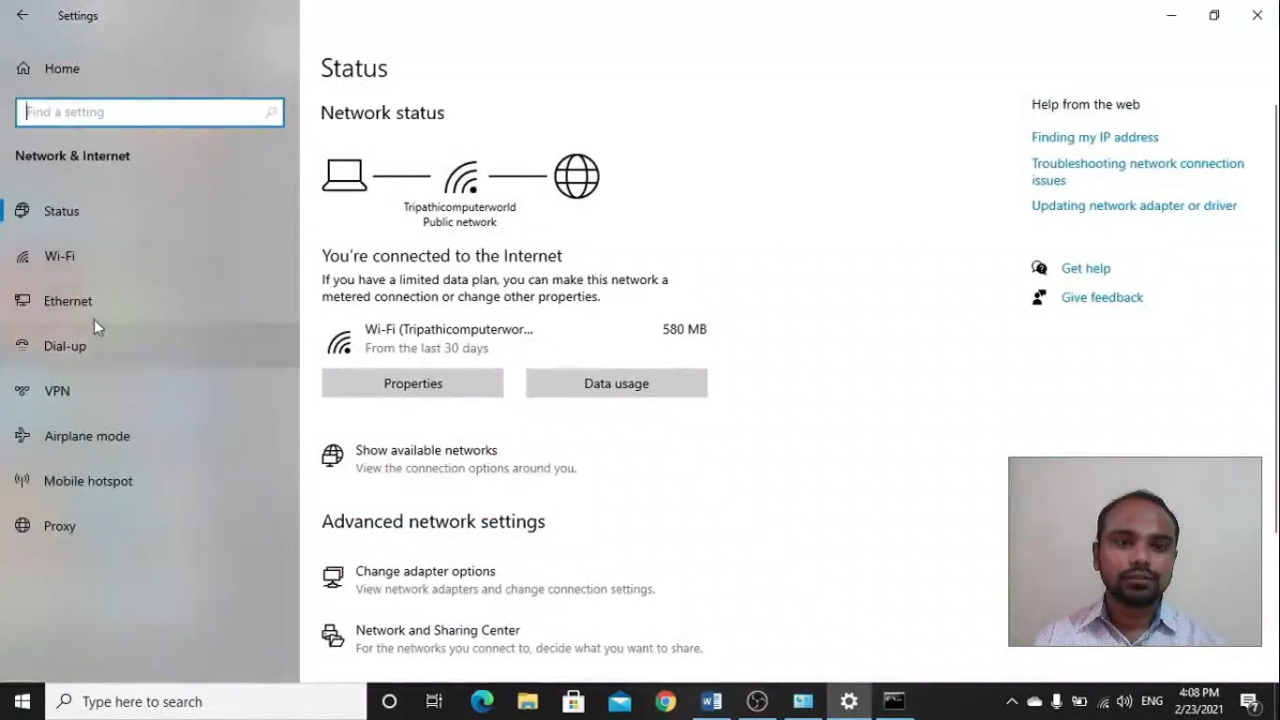 Settings
Home
Find a setting
Network & Internet
Status
Wi-Fi
Ethernet
Dial-up
VPN
Airplane mode
Mobile hotspot
Proxy
Status
Network status
Tripathicomputerworld
Public network
You're connected to the Internet
If you have a limited data plan, you can make this network a
metered connection or change other properties.
Wi-Fi (Tripathicomputerwor...
580 MB
From the last 30 days
Properties
Data usage
Show available networks
View the connection options around you.
Advanced network settings
Change adapter options
View network adapters and change connection settings.
Network and Sharing Center
For the networks you connect to, decide what you want to share.
Help from the web
Finding my IP address
Troubleshooting network connection
issues
Updating network adapter or driver
Get help
Give feedback
Type here to search
ENG
4:08 PM
2/23/2021
7